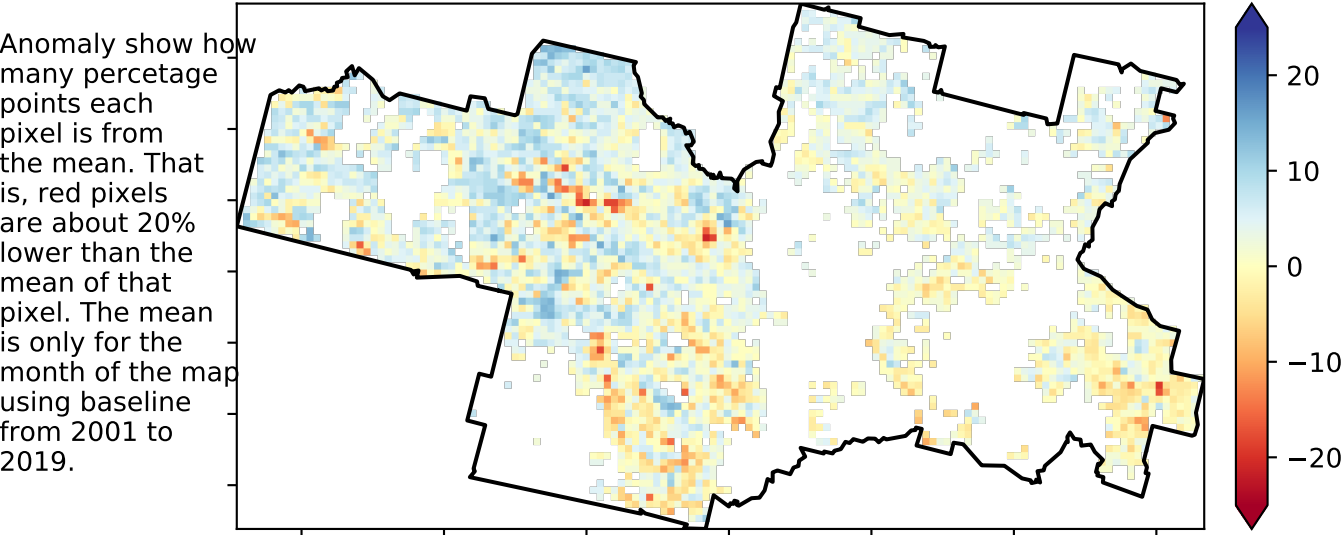 Anomaly show how
many percetage
points each
pixel is from
the mean. That
is, red pixels
are about 20%
lower than the
mean of that
pixel. The mean
is only for the
month of the map
using baseline
from 2001 to
2019.
20
10
0
−10
−20